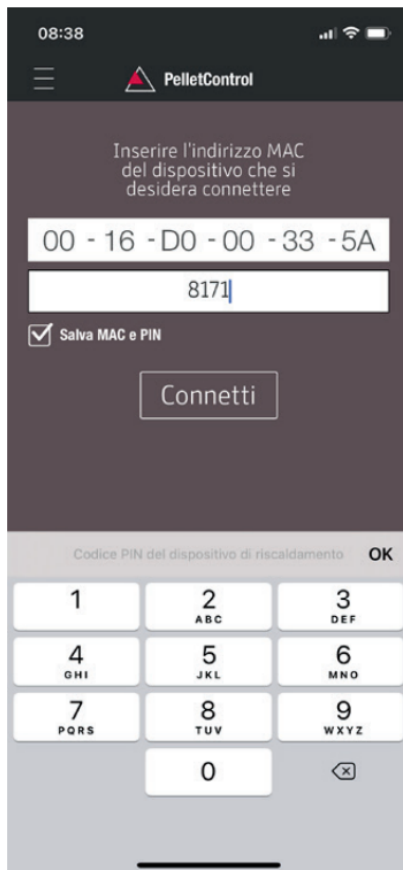 08:38
PelletControl
Inserire l'indirizzo MAC
del dispositivo che si
desidera connettere
00 - 16 - D0 - 00 - 33 - 5A
8171
Salva MAC e PIN
Connetti
Codice PIN del dispositivo di riscaldamento OK
1 2 3
ABC DEF
4 5 6
GHI JKL MNO
7 8 9
PQRS TUV WXYZ
0